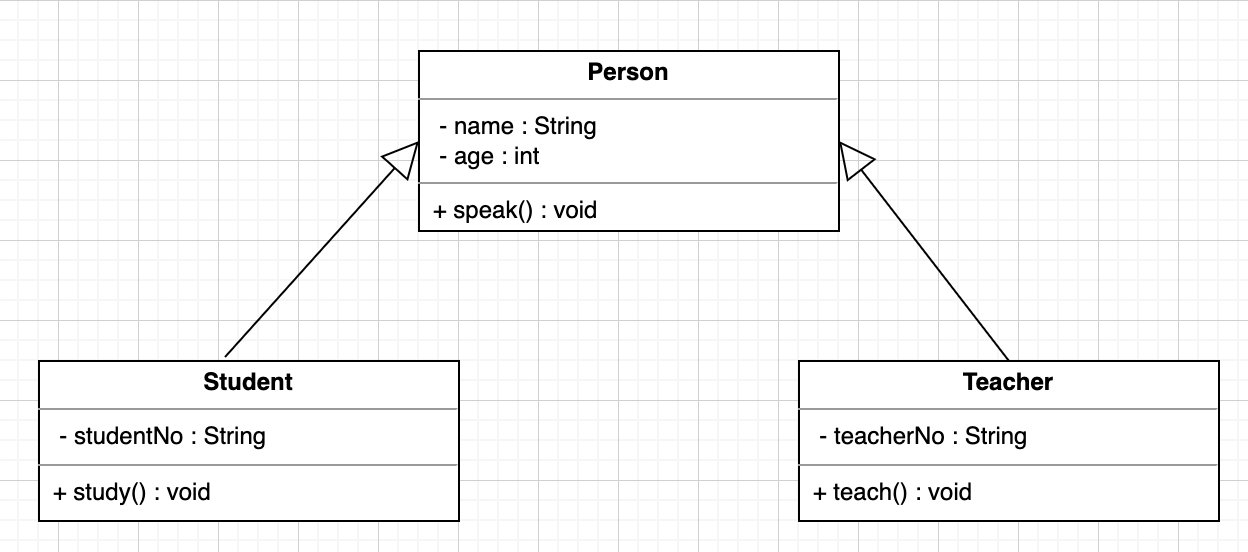 Person
- name : String
- age : int
+ speak() : void
Student
- studentNo : String
+ study() : void
Teacher
- teacherNo : String
+ teach() : void